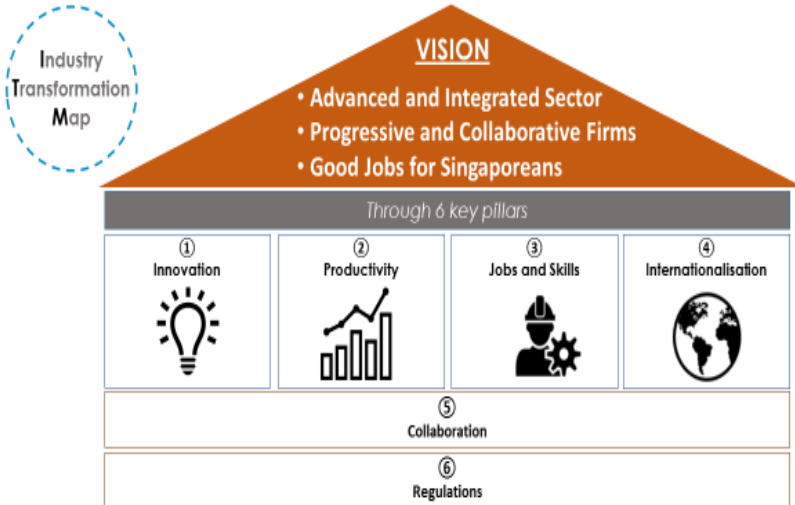 Industry
Transformation
Map
VISION
• Advanced and Integrated Sector
• Progressive and Collaborative Firms
• Good Jobs for Singaporeans
Through 6 key pillars
①
Innovation
②
Productivity
③
Jobs and Skills
④
Internationalisation
⑤
Collaboration
⑥
Regulations